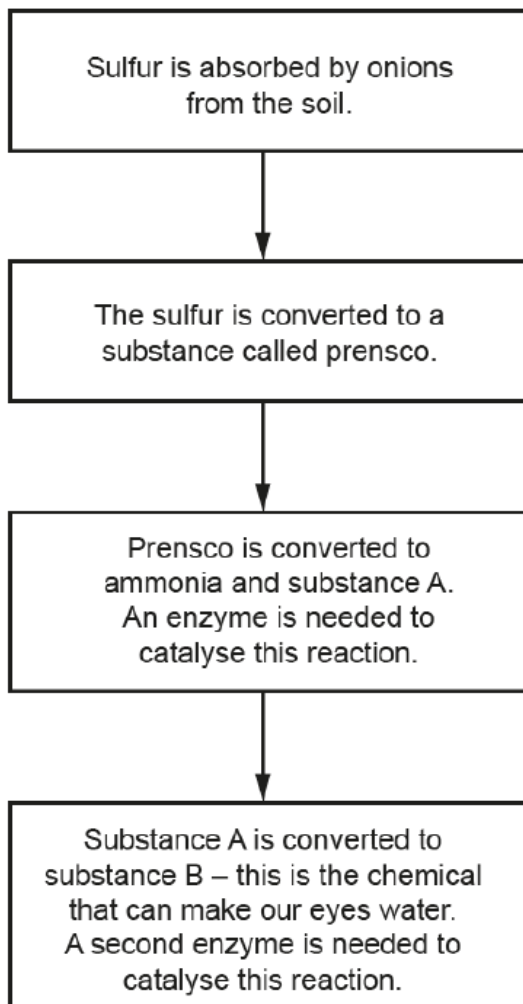 Sulfur is absorbed by onions
from the soil.
The sulfur is converted to a
substance called prensco.
Prensco is converted to
ammonia and substance A.
An enzyme is needed to
catalyse this reaction.
Substance A is converted to
substance B – this is the chemical
that can make our eyes water.
A second enzyme is needed to
catalyse this reaction.